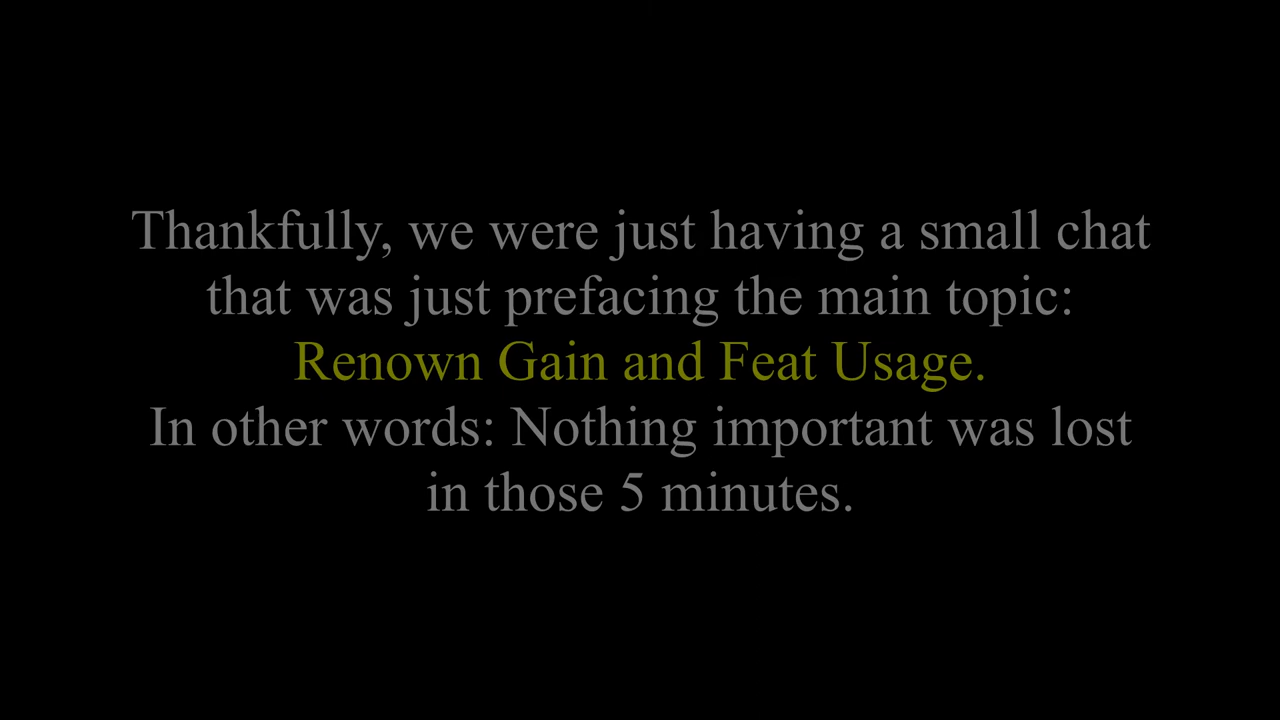 Thankfully, we were just having a small chat
that was just prefacing the main topic:
Renown Gain and Feat Usage.
In other words: Nothing important was lost
in those 5 minutes.